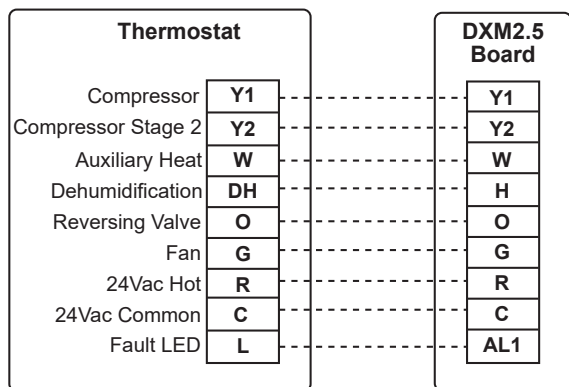 Thermostat
DXM2.5
Board
Compressor Y1 Y1
Compressor Stage 2 Y2 Y2
Auxiliary Heat W W
Dehumidification DH H
Reversing Valve O O
Fan G G
24Vac Hot R R
24Vac Common C C
Fault LED L AL1